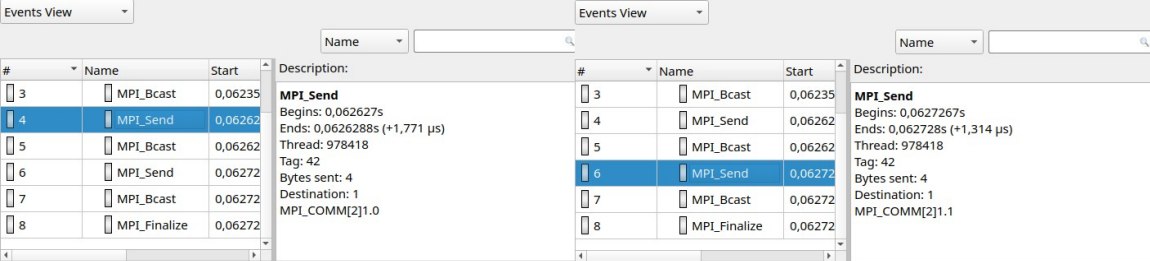 Events View
Name
# Name Start
3 MPI_Bcast 0,06235
4 MPI_Send 0,06262
5 MPI_Bcast 0,06262
6 MPI_Send 0,06272
7 MPI_Bcast 0,06272
8 MPI_Finalize 0,06272
Description:
MPI_Send
Begins: 0,062627s
Ends: 0,0626288s (+1,771 µs)
Thread: 978418
Tag: 42
Bytes sent: 4
Destination: 1
MPI_COMM[2]1.0
Events View
Name
# Name Start
3 MPI_Bcast 0,06235
4 MPI_Send 0,06262
5 MPI_Bcast 0,06262
6 MPI_Send 0,06272
7 MPI_Bcast 0,06272
8 MPI_Finalize 0,06272
Description:
MPI_Send
Begins: 0,0627267s
Ends: 0,062728s (+1,314 µs)
Thread: 978418
Tag: 42
Bytes sent: 4
Destination: 1
MPI_COMM[2]1.1